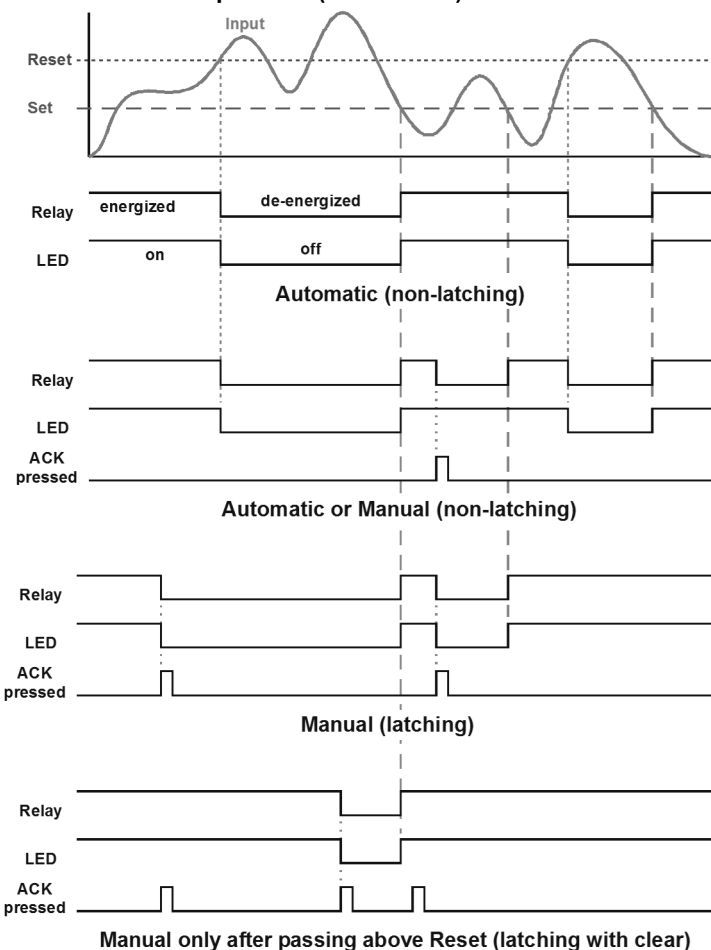 Input
Reset
Set
Relay energized de-energized
LED on off
Automatic (non-latching)
Relay
LED
ACK
pressed
Automatic or Manual (non-latching)
Relay
LED
ACK
pressed
Manual (latching)
Relay
LED
ACK
pressed
Manual only after passing above Reset (latching with clear)